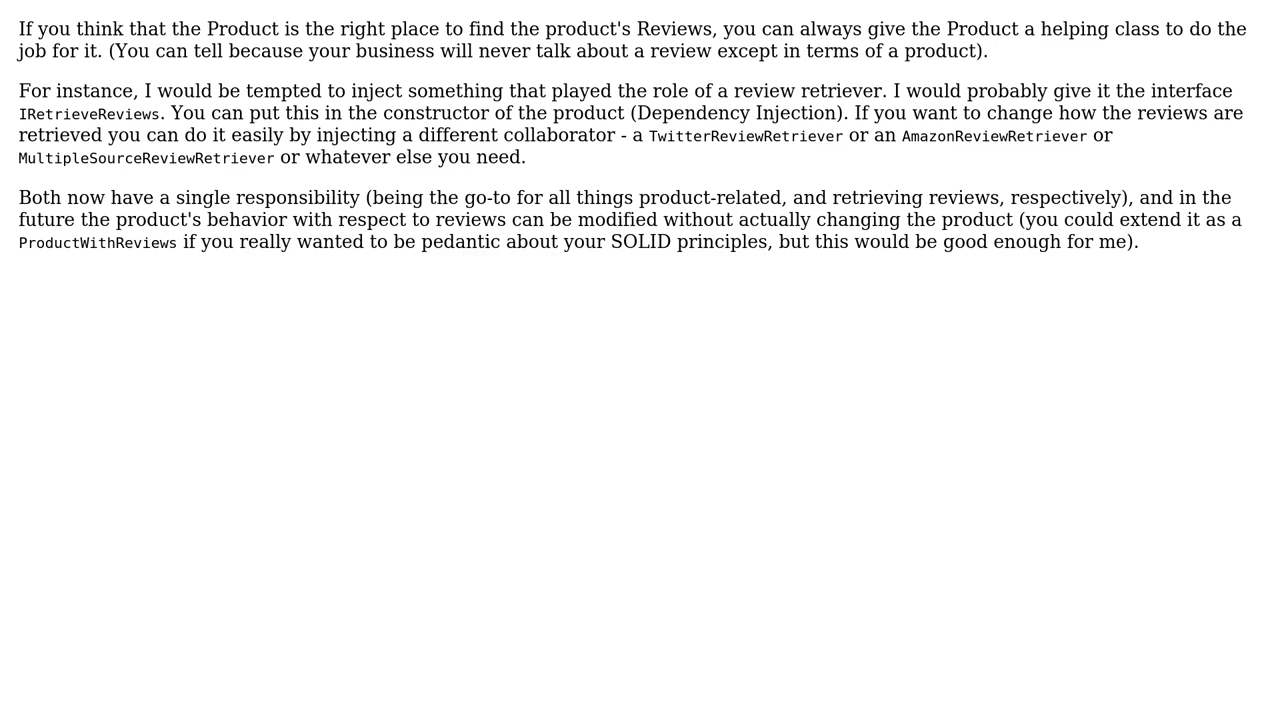 If you think that the Product is the right place to find the product's Reviews, you can always give the Product a helping class to do the
job for it. (You can tell because your business will never talk about a review except in terms of a product).
For instance, I would be tempted to inject something that played the role of a review retriever. I would probably give it the interface
IRetrieveReviews. You can put this in the constructor of the product (Dependency Injection). If you want to change how the reviews are
retrieved you can do it easily by injecting a different collaborator - a TwitterReviewRetriever or an AmazonReviewRetriever or
MultipleSourceReviewRetriever or whatever else you need.
Both now have a single responsibility (being the go-to for all things product-related, and retrieving reviews, respectively), and in the
future the product's behavior with respect to reviews can be modified without actually changing the product (you could extend it as a
ProductWithReviews if you really wanted to be pedantic about your SOLID principles, but this would be good enough for me).